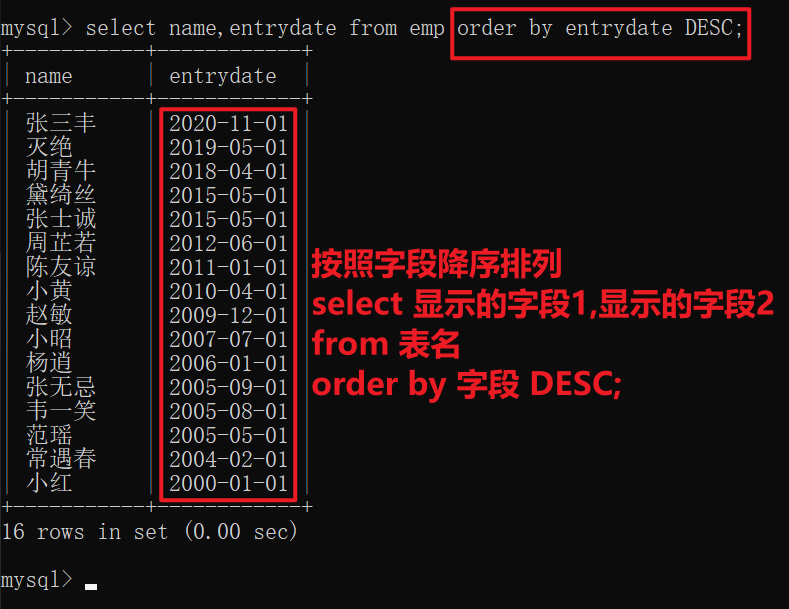 mysql> select name,entrydate from emp order by entrydate DESC;
+-----------+------------+
| name      | entrydate  |
+-----------+------------+
| 张三丰    | 2020-11-01 |
| 灭绝      | 2019-05-01 |
| 胡青牛    | 2018-04-01 |
| 黛绮丝    | 2015-05-01 |
| 张士诚    | 2015-05-01 |
| 周芷若    | 2012-06-01 |
| 陈友谅    | 2011-01-01 |
| 小黄      | 2010-04-01 |
| 赵敏      | 2009-12-01 |
| 小昭      | 2007-07-01 |
| 杨逍      | 2006-01-01 |
| 张无忌    | 2005-09-01 |
| 韦一笑    | 2005-08-01 |
| 范瑶      | 2005-05-01 |
| 常遇春    | 2004-02-01 |
| 小红      | 2000-01-01 |
+-----------+------------+
16 rows in set (0.00 sec)
mysql>
按照字段降序排列
select 显示的字段1,显示的字段2
from 表名
order by 字段 DESC;